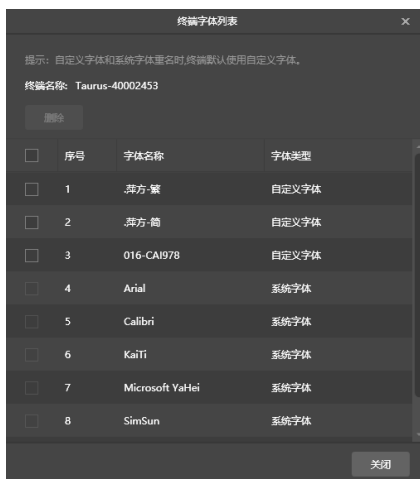 终端字体列表
提示：自定义字体和系统字体重名时,终端默认使用自定义字体。
终端名称: Taurus-40002453
删除
序号 字体名称 字体类型
1 .萍方-繁 自定义字体
2 .萍方-简 自定义字体
3 016-CAI978 自定义字体
4 Arial 系统字体
5 Calibri 系统字体
6 KaiTi 系统字体
7 Microsoft YaHei 系统字体
8 SimSun 系统字体
关闭